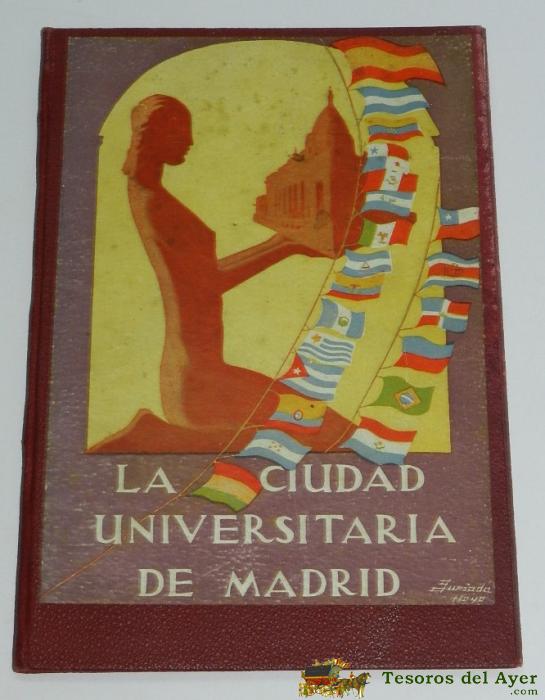 LA CIUDAD
UNIVERSITARIA
DE MADRID
Tesoros del Ayer
.com